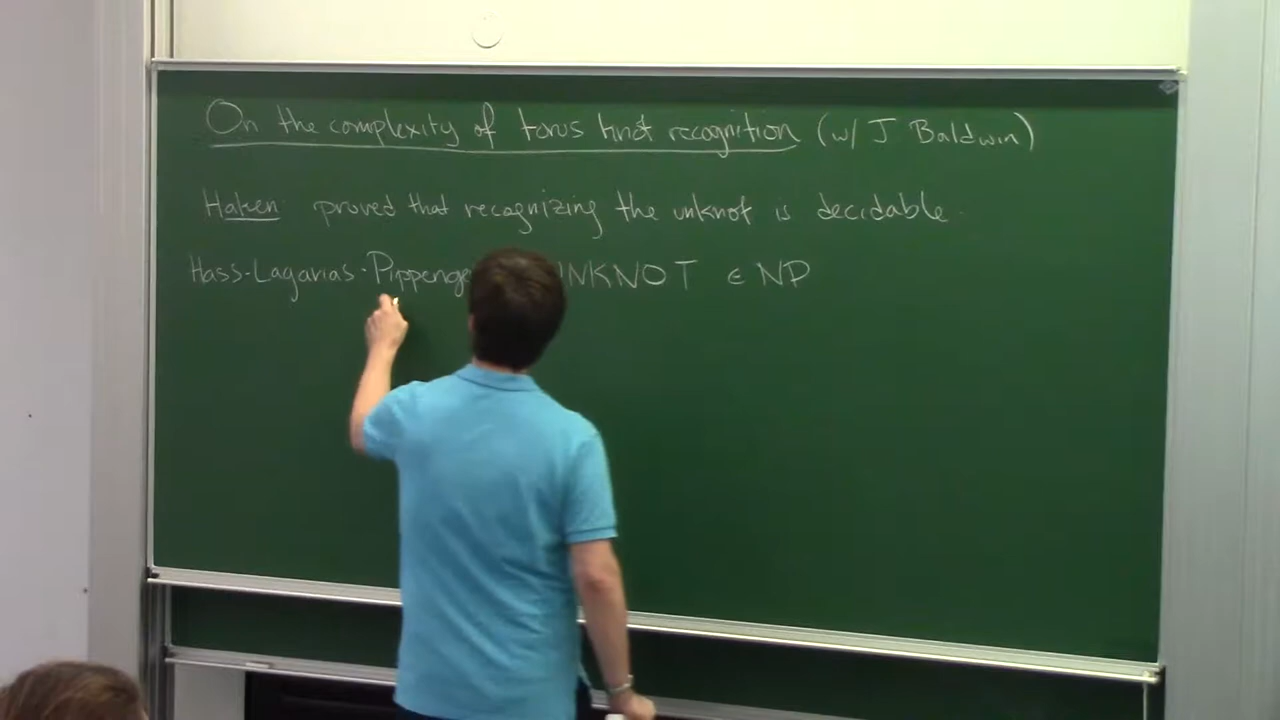 On the complexity of torus knot recognition (w/ J Baldwin)
Haken proved that recognizing the unknot is decidable.
Hass-Lagarias-Pippenge NKNOT ∈ NP